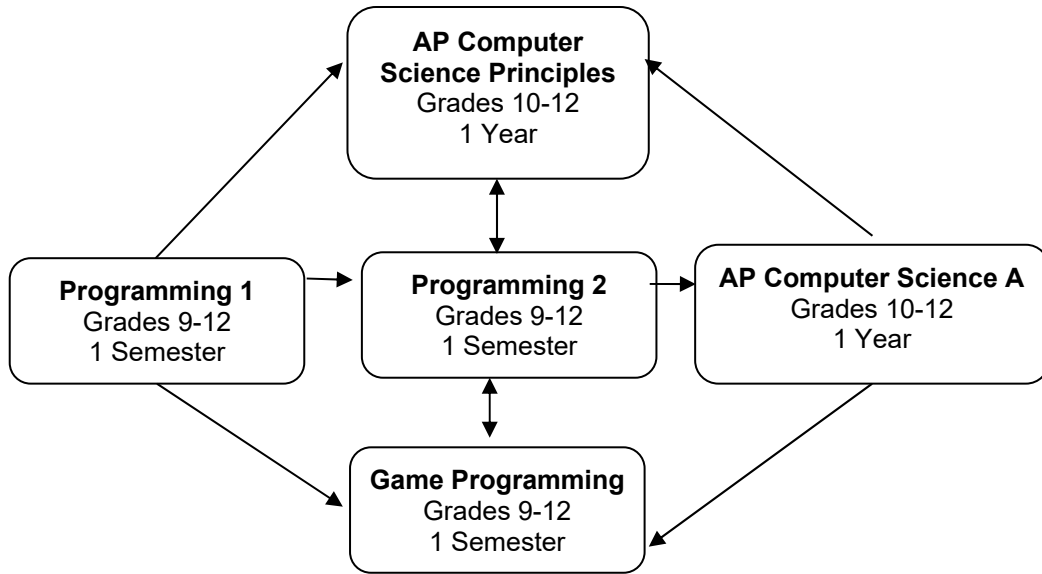 AP Computer
Science Principles
Grades 10-12
1 Year
Programming 1
Grades 9-12
1 Semester
Programming 2
Grades 9-12
1 Semester
AP Computer Science A
Grades 10-12
1 Year
Game Programming
Grades 9-12
1 Semester